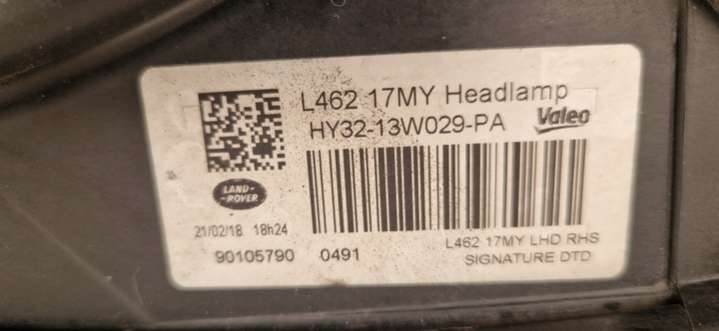 L462 17MY Headlamp
HY32-13W029-PA
Valeo
LAND-
-ROVER
21/02/18 18h24
90105790 0491
L462 17MY LHD RHS
SIGNATURE DTD